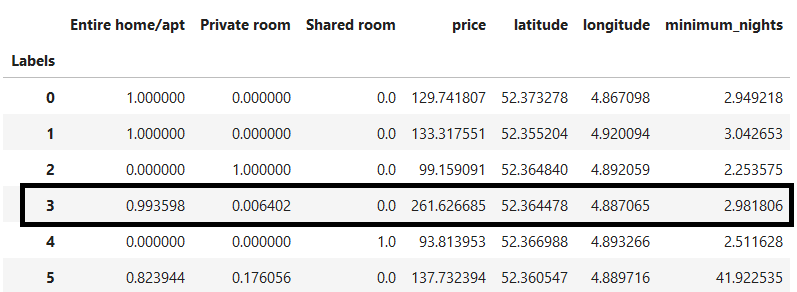 Entire home/apt Private room Shared room price latitude longitude minimum_nights
Labels
0 1.000000 0.000000 0.0 129.741807 52.373278 4.867098 2.949218
1 1.000000 0.000000 0.0 133.317551 52.355204 4.920094 3.042653
2 0.000000 1.000000 0.0 99.159091 52.364840 4.892059 2.253575
3 0.993598 0.006402 0.0 261.626685 52.364478 4.887065 2.981806
4 0.000000 0.000000 1.0 93.813953 52.366988 4.893266 2.511628
5 0.823944 0.176056 0.0 137.732394 52.360547 4.889716 41.922535